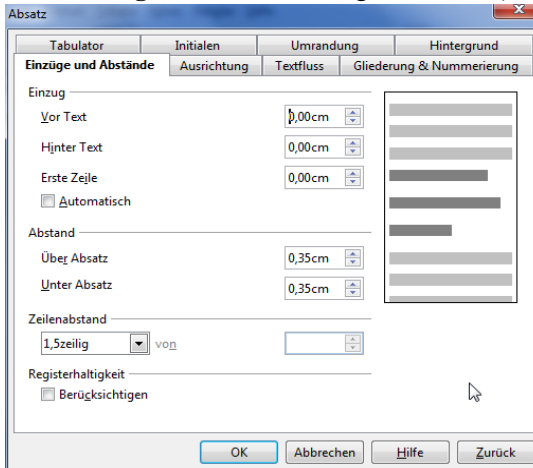 Absatz
Tabulator Initialen Umrandung Hintergrund
Einzüge und Abstände Ausrichtung Textfluss Gliederung & Nummerierung
Einzug
Vor Text 0,00cm
Hinter Text 0,00cm
Erste Zeile 0,00cm
Automatisch
Abstand
Über Absatz 0,35cm
Unter Absatz 0,35cm
Zeilenabstand
1,5zeilig von
Registerhaltigkeit
Berücksichtigen
OK Abbrechen Hilfe Zurück